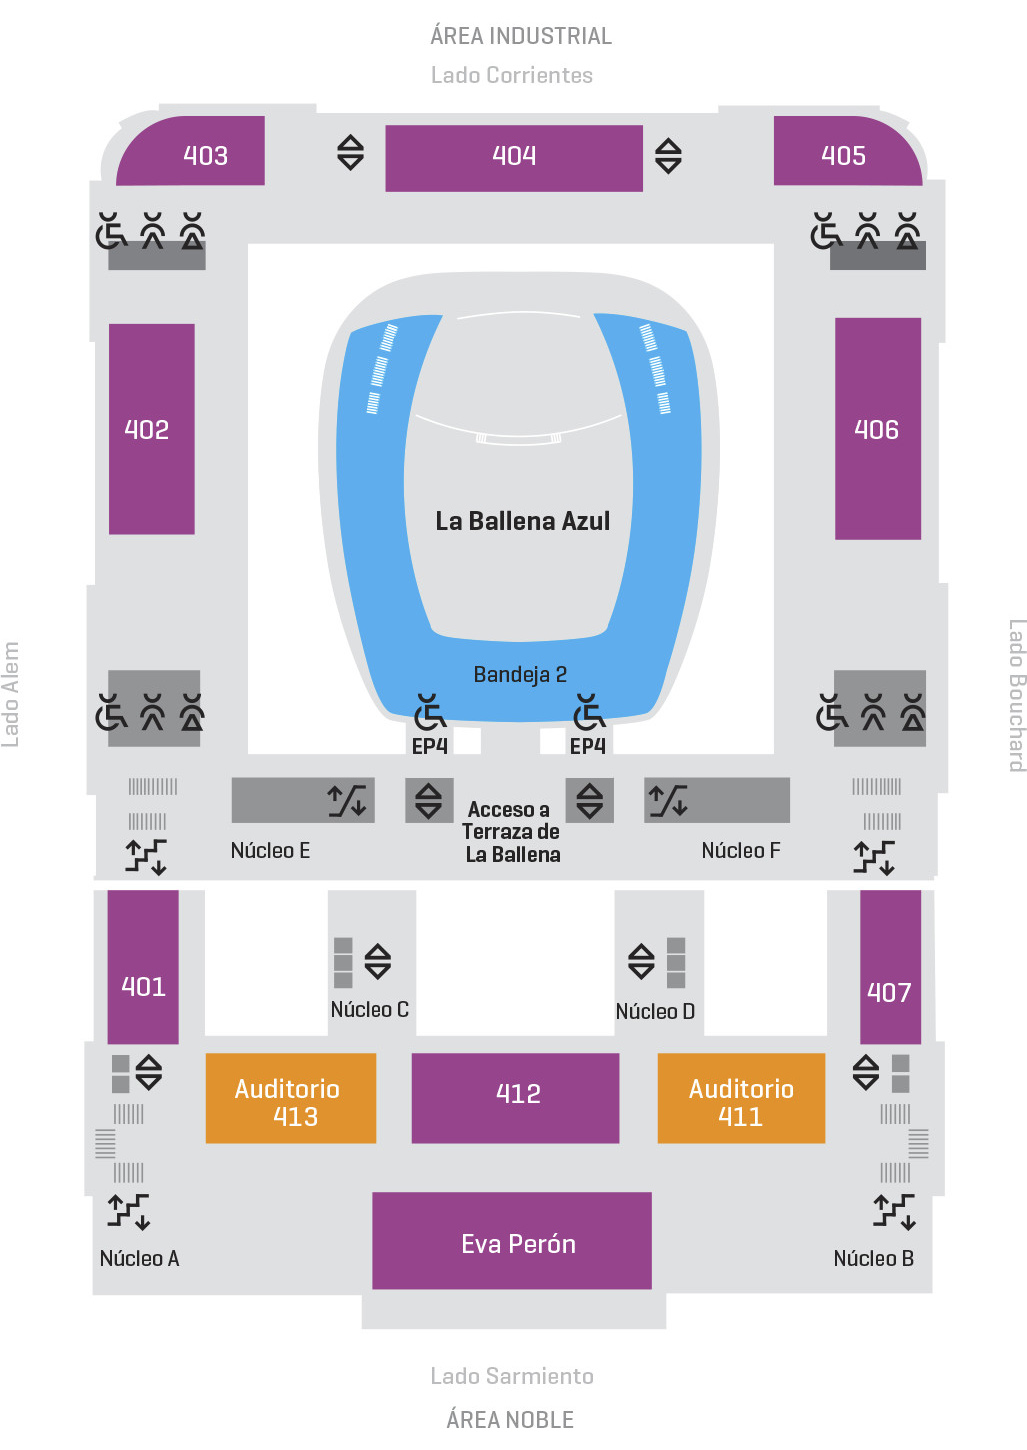 ÁREA INDUSTRIAL
Lado Corrientes
403
404
405
402
406
La Ballena Azul
Lado Alem
Lado Bouchard
Bandeja 2
EP4
EP4
Acceso a
Terraza de
La Ballena
Núcleo E
Núcleo F
401
407
Núcleo C
Núcleo D
Auditorio
413
412
Auditorio
411
Eva Perón
Núcleo A
Núcleo B
Lado Sarmiento
ÁREA NOBLE